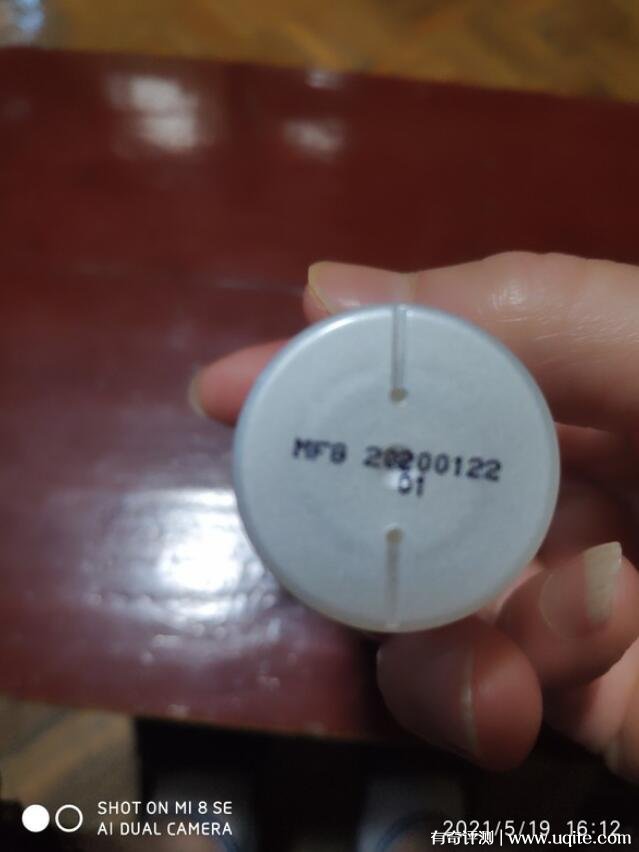 MFG 20200122
01
SHOT ON MI 8 SE
AI DUAL CAMERA
2021/5/19 16:12
有奇评测 | www.uqite.com